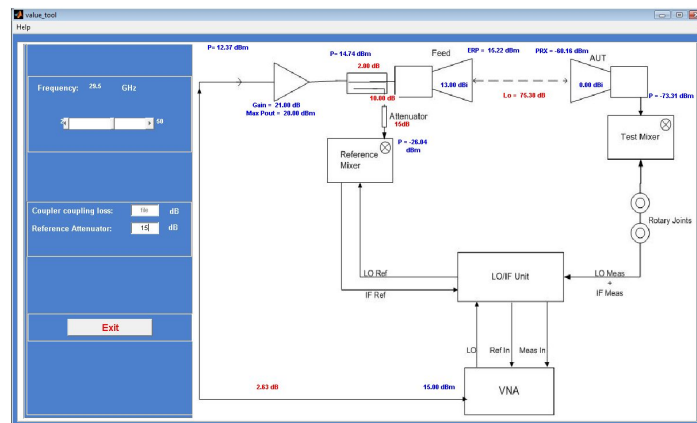 value_tool
Help
Frequency: 29.5 GHz
50
Coupler coupling loss: dB
Reference Attenuator: 15 dB
Exit
P= 12.37 dBm
Gain = 21.00 dB
Max Pout = 20.00 dBm
P= 14.74 dBm
2.00 dB
10.00 dB
Feed
13.00 dBi
ERP = 15.22 dBm
PRX = -60.16 dBm
Lo = 75.38 dB
AUT
0.00 dBi
P = -73.31 dBm
Attenuator
15dB
P = -26.04
dBm
Reference
Mixer
Test Mixer
Rotary Joints
LO Ref
IF Ref
LO/IF Unit
LO Meas
+
IF Meas
LO
Ref In
Meas In
2.63 dB
15.00 dBm
VNA